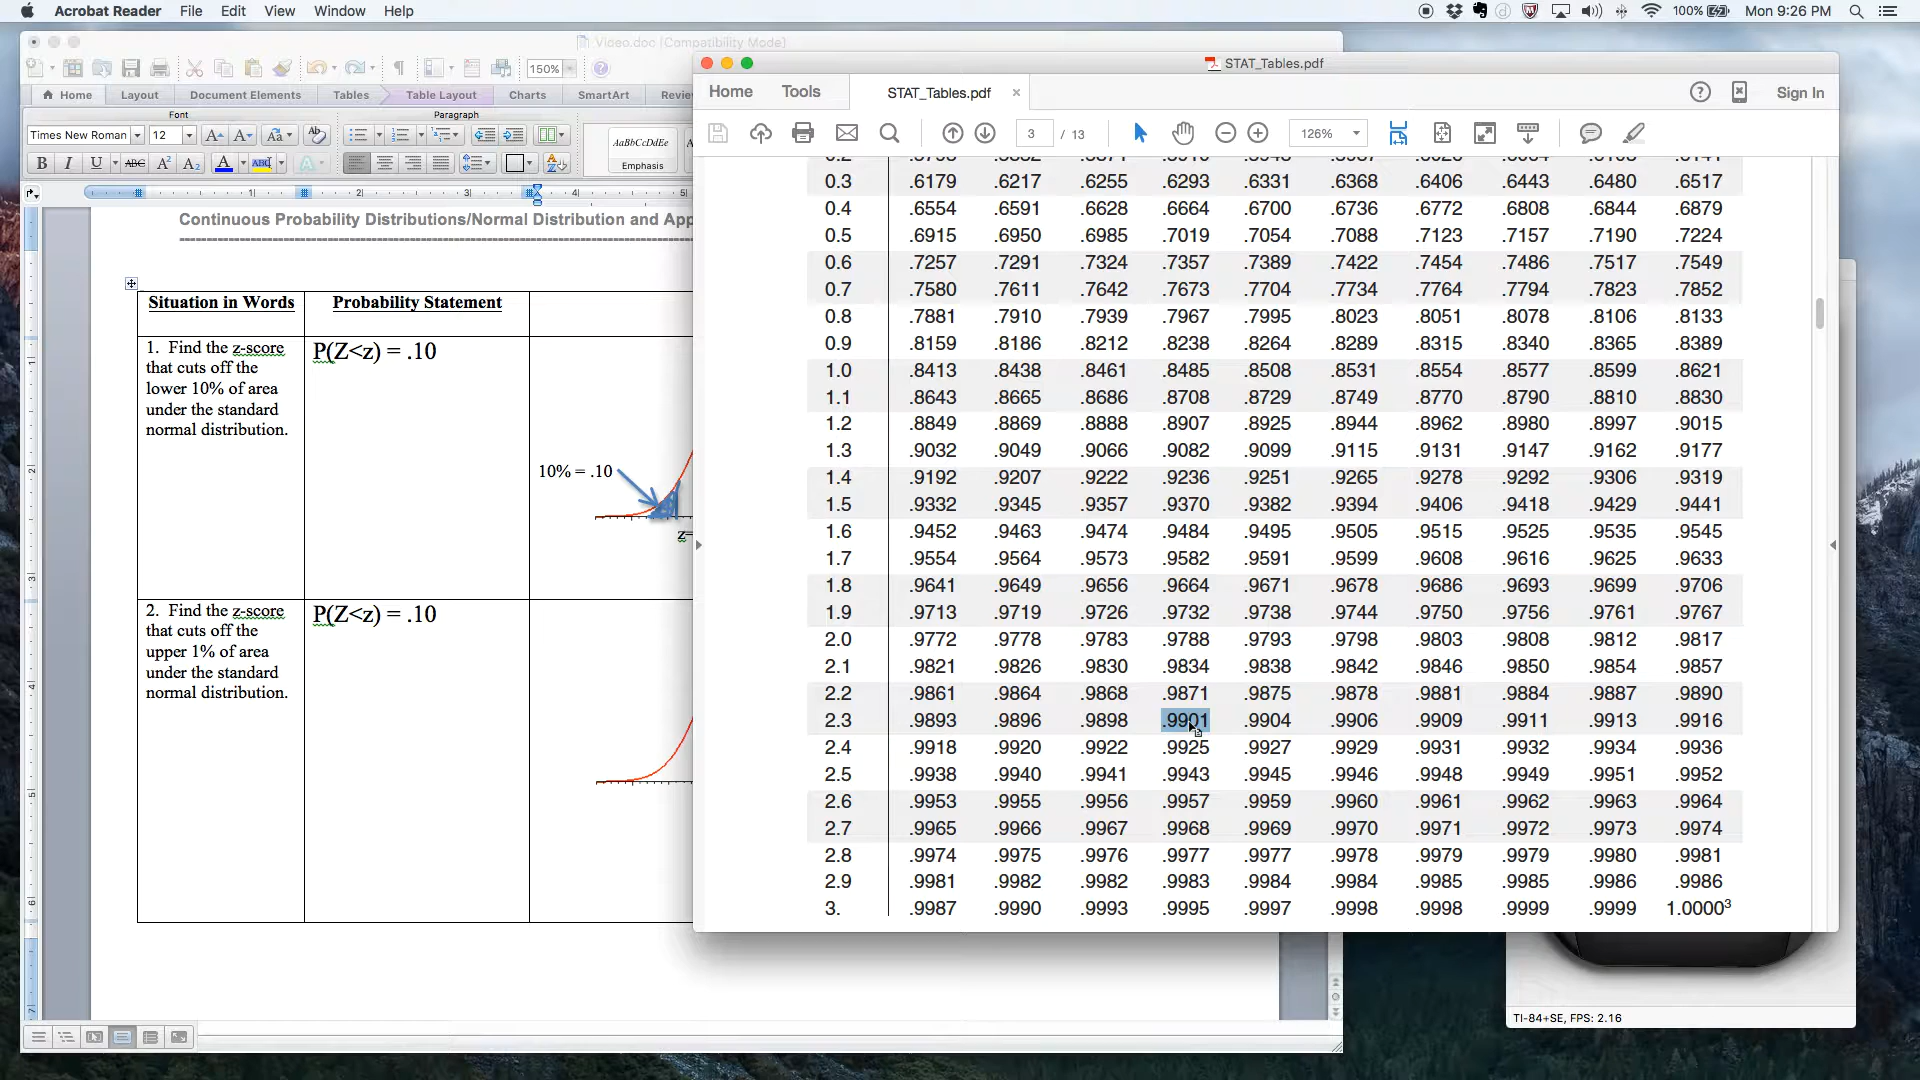 Acrobat Reader File Edit View Window Help 100% Mon 9:26 PM
Video.doc [Compatibility Mode]
150%
Home Layout Document Elements Tables Table Layout Charts SmartArt Review
Font Paragraph
Times New Roman 12 Aa Abc
B I U ABC A² A₂ A ABC A
AaBbCcDdEe
Emphasis
Continuous Probability Distributions/Normal Distribution and App
Situation in Words Probability Statement
1. Find the z-score
that cuts off the
lower 10% of area
under the standard
normal distribution.
P(Z<z) = .10
10% = .10
z=
2. Find the z-score
that cuts off the
upper 1% of area
under the standard
normal distribution.
P(Z<z) = .10
STAT_Tables.pdf
Home Tools STAT_Tables.pdf × Sign In
3 / 13 126%
0.3 .6179 .6217 .6255 .6293 .6331 .6368 .6406 .6443 .6480 .6517
0.4 .6554 .6591 .6628 .6664 .6700 .6736 .6772 .6808 .6844 .6879
0.5 .6915 .6950 .6985 .7019 .7054 .7088 .7123 .7157 .7190 .7224
0.6 .7257 .7291 .7324 .7357 .7389 .7422 .7454 .7486 .7517 .7549
0.7 .7580 .7611 .7642 .7673 .7704 .7734 .7764 .7794 .7823 .7852
0.8 .7881 .7910 .7939 .7967 .7995 .8023 .8051 .8078 .8106 .8133
0.9 .8159 .8186 .8212 .8238 .8264 .8289 .8315 .8340 .8365 .8389
1.0 .8413 .8438 .8461 .8485 .8508 .8531 .8554 .8577 .8599 .8621
1.1 .8643 .8665 .8686 .8708 .8729 .8749 .8770 .8790 .8810 .8830
1.2 .8849 .8869 .8888 .8907 .8925 .8944 .8962 .8980 .8997 .9015
1.3 .9032 .9049 .9066 .9082 .9099 .9115 .9131 .9147 .9162 .9177
1.4 .9192 .9207 .9222 .9236 .9251 .9265 .9278 .9292 .9306 .9319
1.5 .9332 .9345 .9357 .9370 .9382 .9394 .9406 .9418 .9429 .9441
1.6 .9452 .9463 .9474 .9484 .9495 .9505 .9515 .9525 .9535 .9545
1.7 .9554 .9564 .9573 .9582 .9591 .9599 .9608 .9616 .9625 .9633
1.8 .9641 .9649 .9656 .9664 .9671 .9678 .9686 .9693 .9699 .9706
1.9 .9713 .9719 .9726 .9732 .9738 .9744 .9750 .9756 .9761 .9767
2.0 .9772 .9778 .9783 .9788 .9793 .9798 .9803 .9808 .9812 .9817
2.1 .9821 .9826 .9830 .9834 .9838 .9842 .9846 .9850 .9854 .9857
2.2 .9861 .9864 .9868 .9871 .9875 .9878 .9881 .9884 .9887 .9890
2.3 .9893 .9896 .9898 .9901 .9904 .9906 .9909 .9911 .9913 .9916
2.4 .9918 .9920 .9922 .9925 .9927 .9929 .9931 .9932 .9934 .9936
2.5 .9938 .9940 .9941 .9943 .9945 .9946 .9948 .9949 .9951 .9952
2.6 .9953 .9955 .9956 .9957 .9959 .9960 .9961 .9962 .9963 .9964
2.7 .9965 .9966 .9967 .9968 .9969 .9970 .9971 .9972 .9973 .9974
2.8 .9974 .9975 .9976 .9977 .9977 .9978 .9979 .9979 .9980 .9981
2.9 .9981 .9982 .9982 .9983 .9984 .9984 .9985 .9985 .9986 .9986
3. .9987 .9990 .9993 .9995 .9997 .9998 .9998 .9999 .9999 1.0000³
TI-84+SE, FPS: 2.16